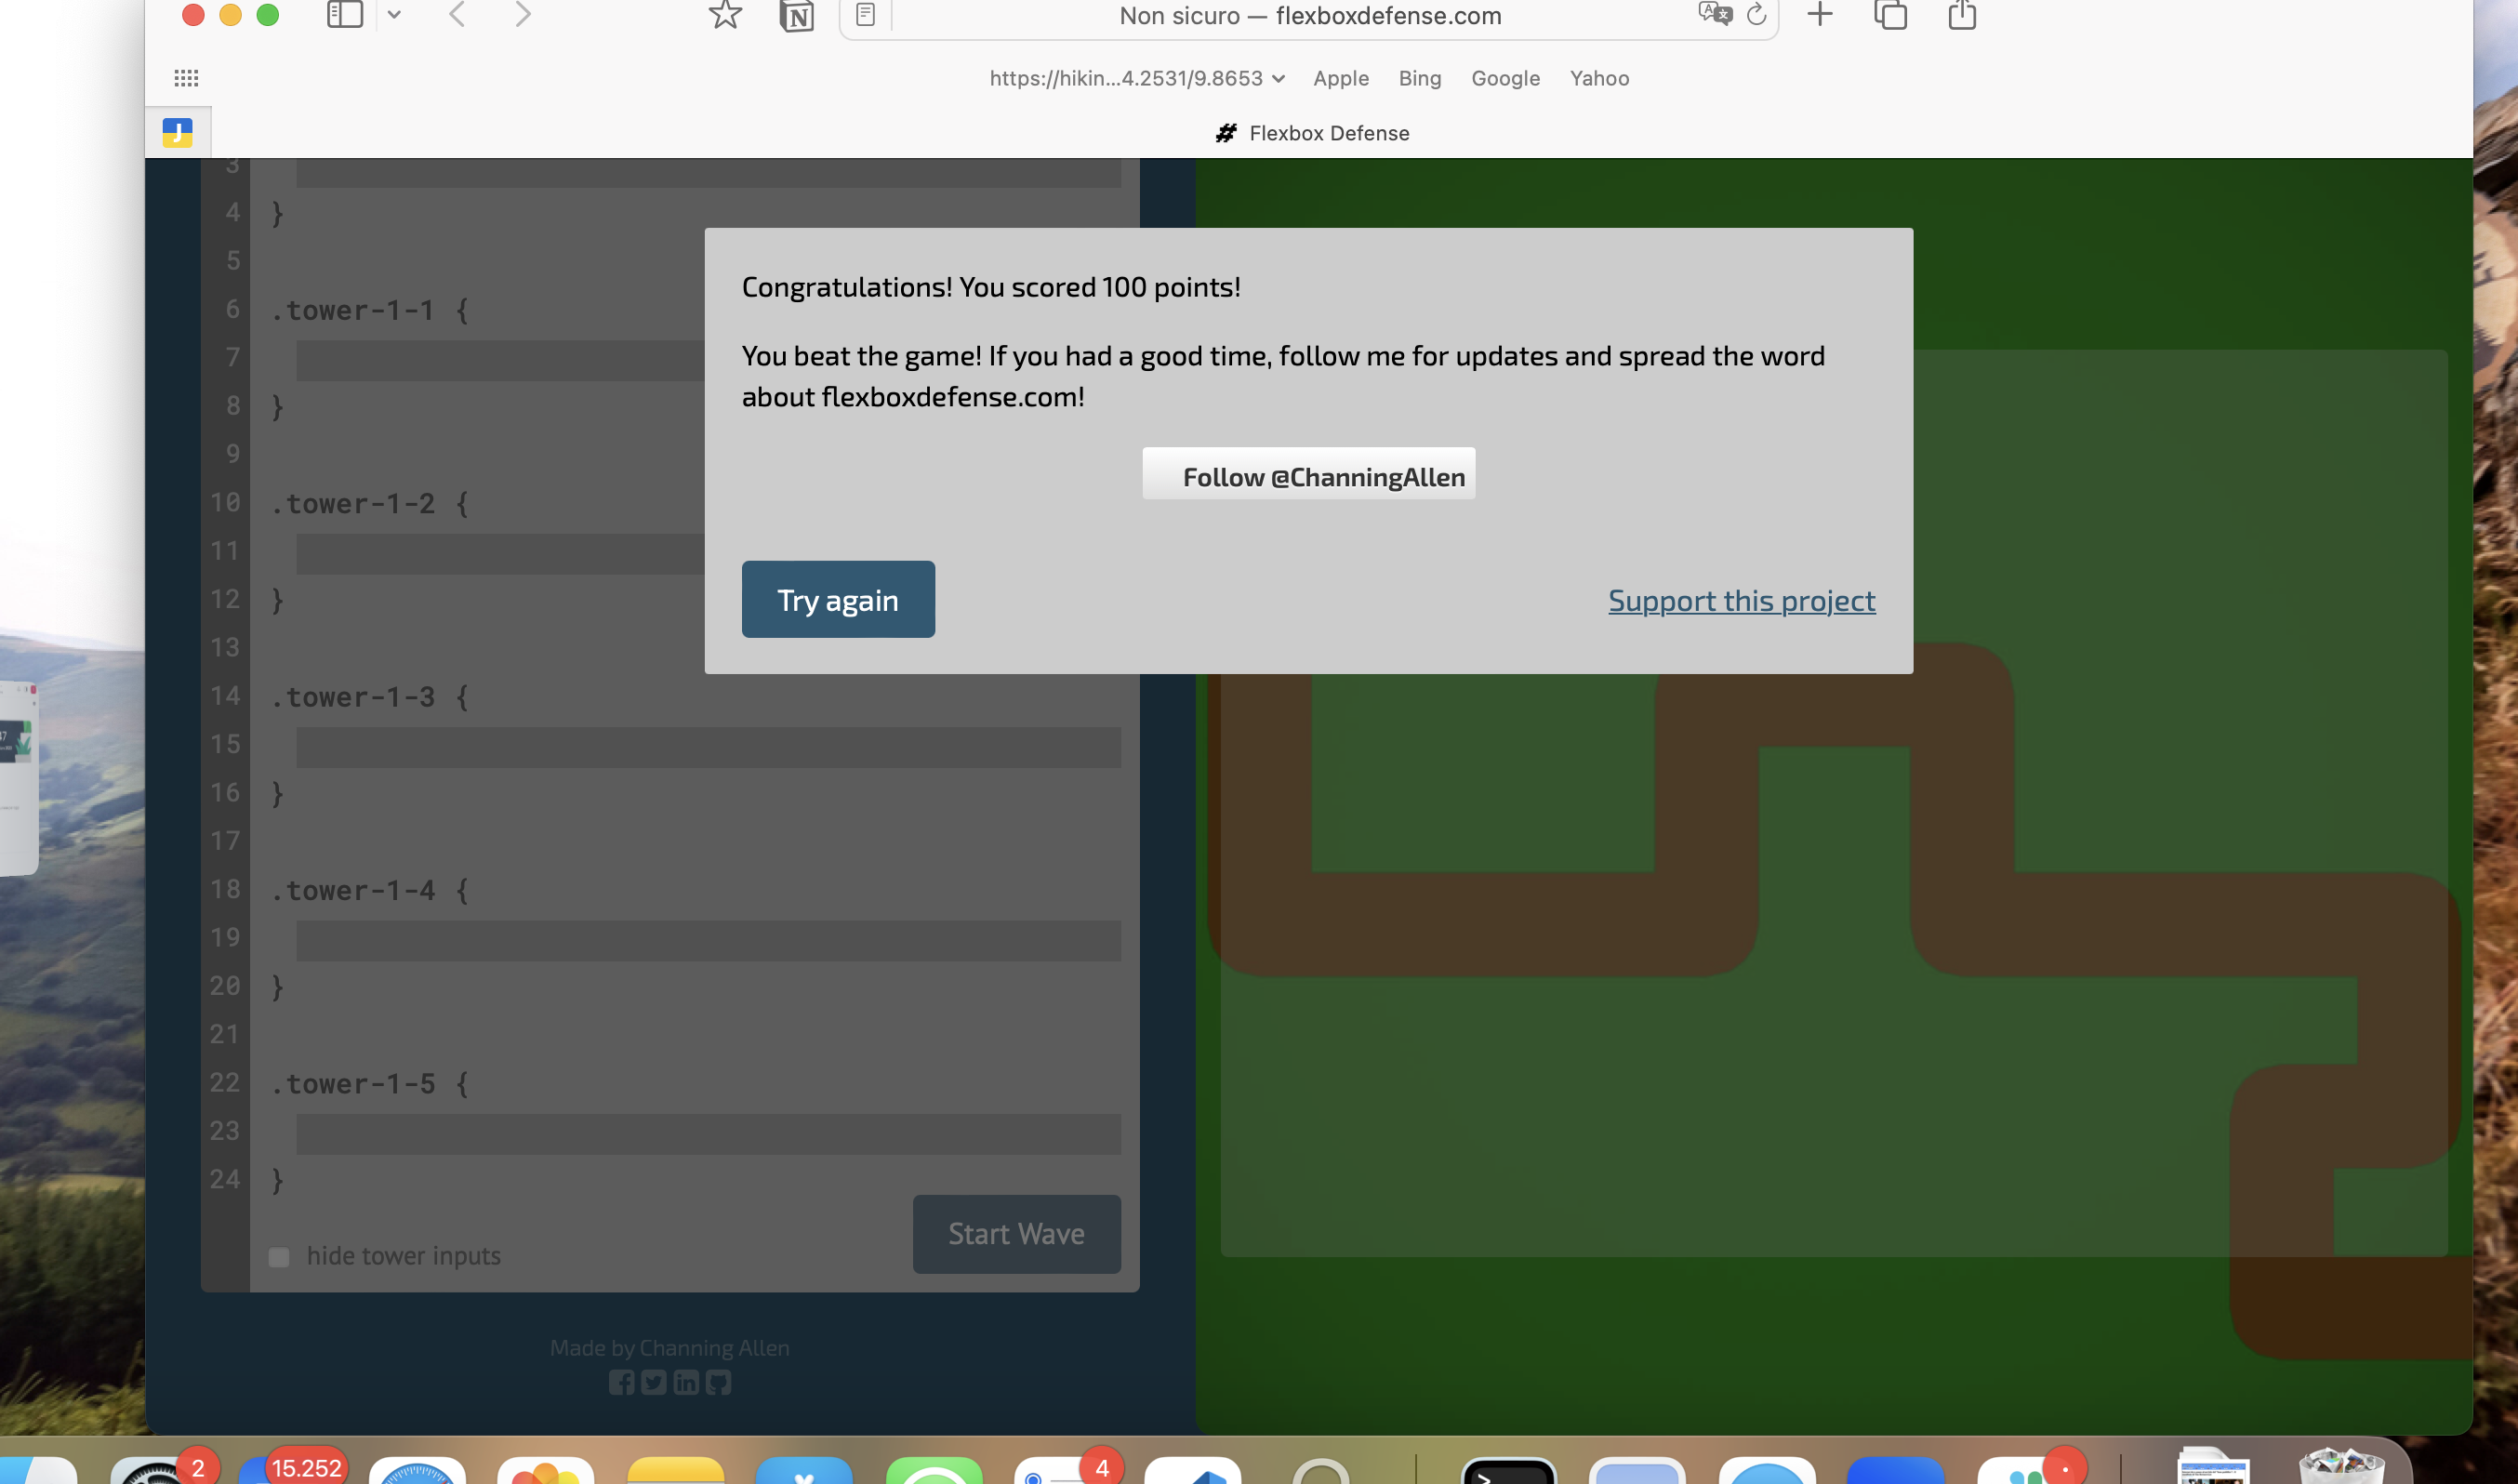 Non sicuro — flexboxdefense.com
https://hikin...4.2531/9.8653 Apple Bing Google Yahoo
J
Flexbox Defense
3
4 }
5
6 .tower-1-1 {
7
8 }
9
10 .tower-1-2 {
11
12 }
13
14 .tower-1-3 {
15
16 }
17
18 .tower-1-4 {
19
20 }
21
22 .tower-1-5 {
23
24 }
hide tower inputs
Start Wave
Made by Channing Allen
Congratulations! You scored 100 points!
You beat the game! If you had a good time, follow me for updates and spread the word
about flexboxdefense.com!
Follow @ChanningAllen
Try again
Support this project
2
15.252
4